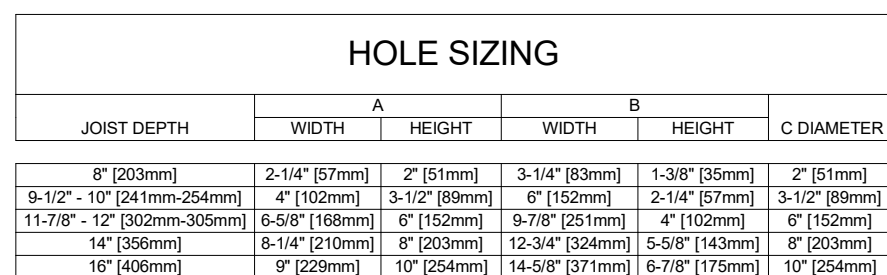 HOLE SIZING
A B
JOIST DEPTH WIDTH HEIGHT WIDTH HEIGHT C DIAMETER
8" [203mm] 2-1/4" [57mm] 2" [51mm] 3-1/4" [83mm] 1-3/8" [35mm] 2" [51mm]
9-1/2" - 10" [241mm-254mm] 4" [102mm] 3-1/2" [89mm] 6" [152mm] 2-1/4" [57mm] 3-1/2" [89mm]
11-7/8" - 12" [302mm-305mm] 6-5/8" [168mm] 6" [152mm] 9-7/8" [251mm] 4" [102mm] 6" [152mm]
14" [356mm] 8-1/4" [210mm] 8" [203mm] 12-3/4" [324mm] 5-5/8" [143mm] 8" [203mm]
16" [406mm] 9" [229mm] 10" [254mm] 14-5/8" [371mm] 6-7/8" [175mm] 10" [254mm]